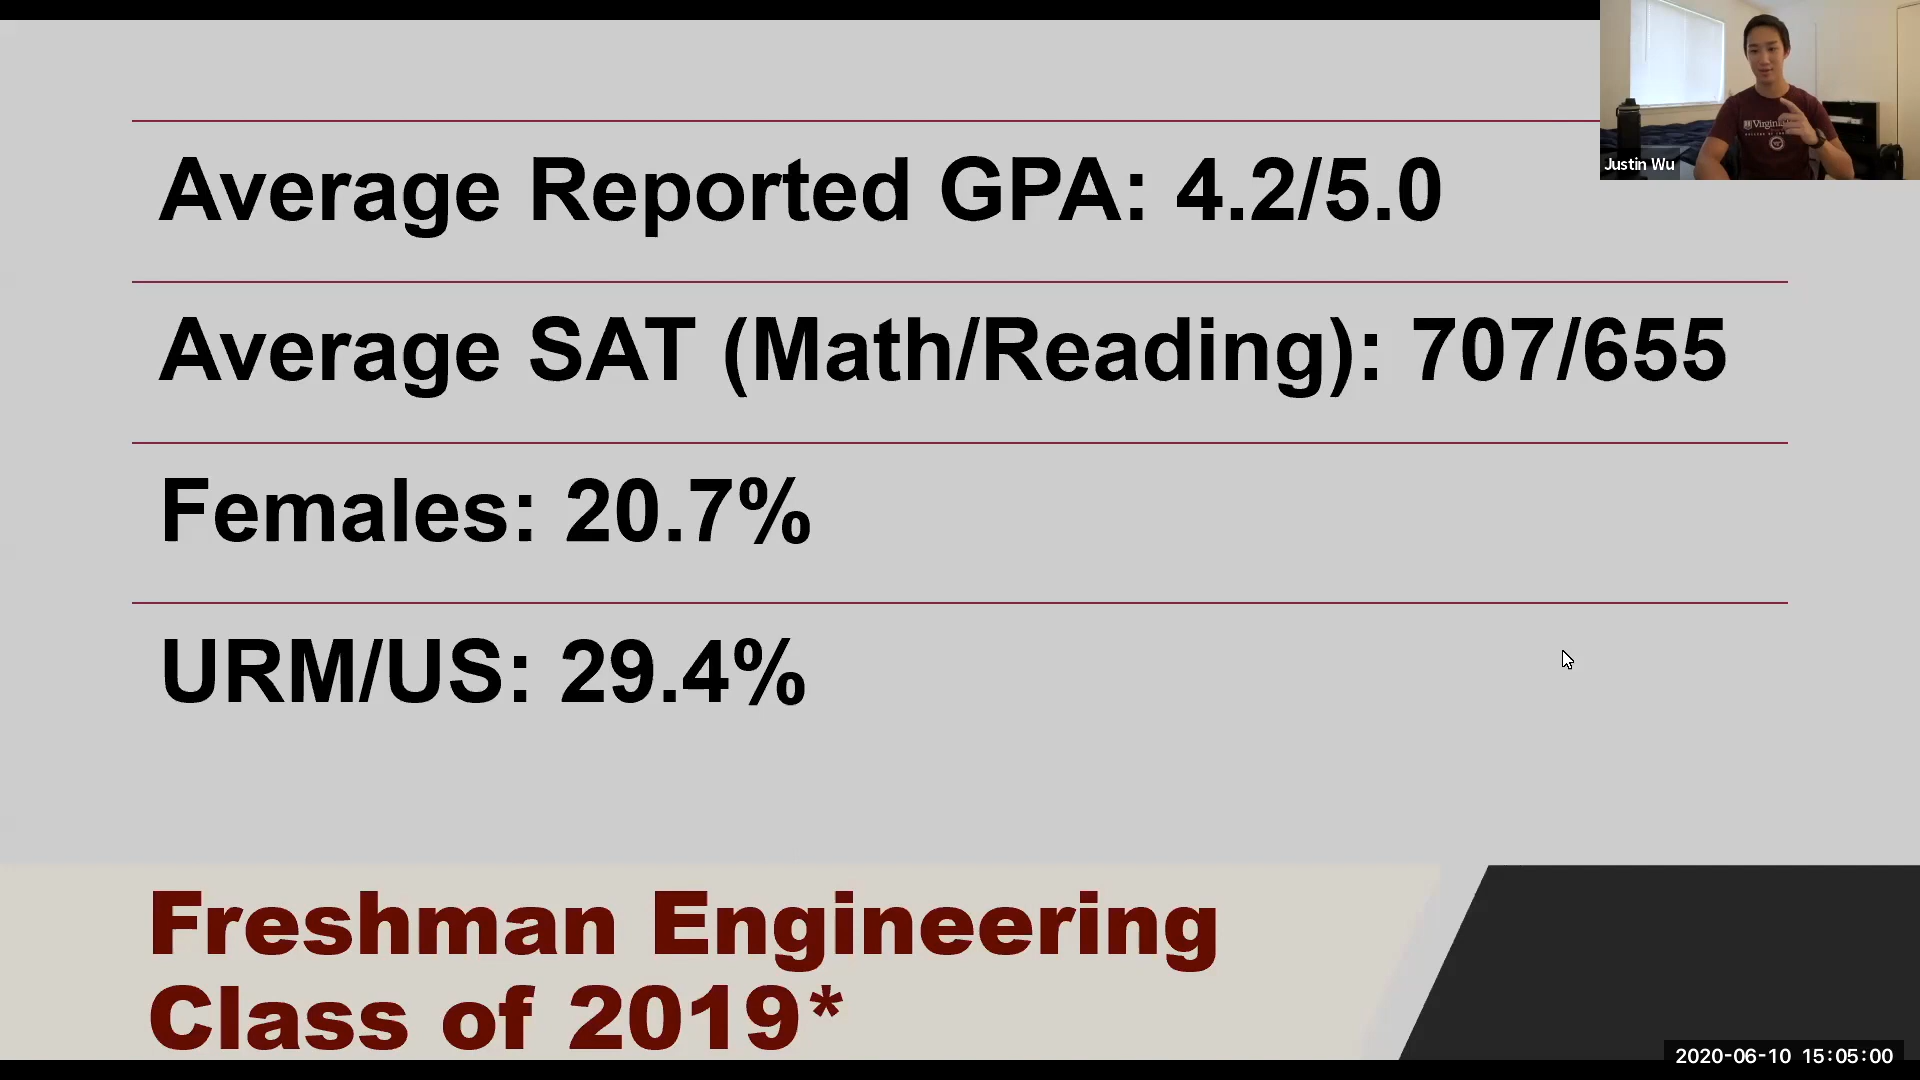 Average Reported GPA: 4.2/5.0
Average SAT (Math/Reading): 707/655
Females: 20.7%
URM/US: 29.4%
Freshman Engineering
Class of 2019*
Justin Wu
Virginia
2020-06-10 15:05:00